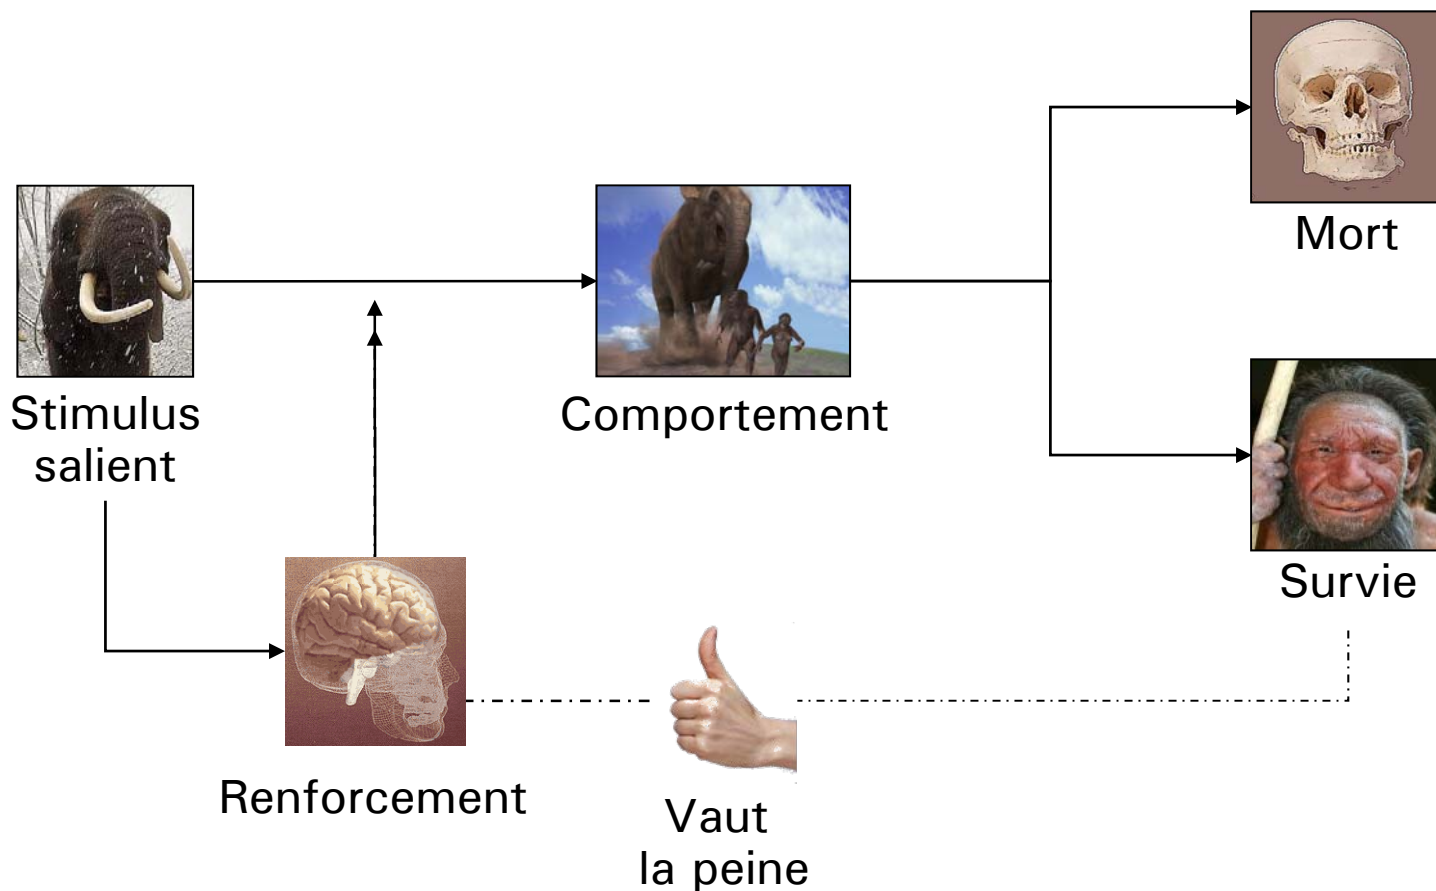 Mort
Stimulus
salient
Comportement
Survie
Renforcement
Vaut
la peine